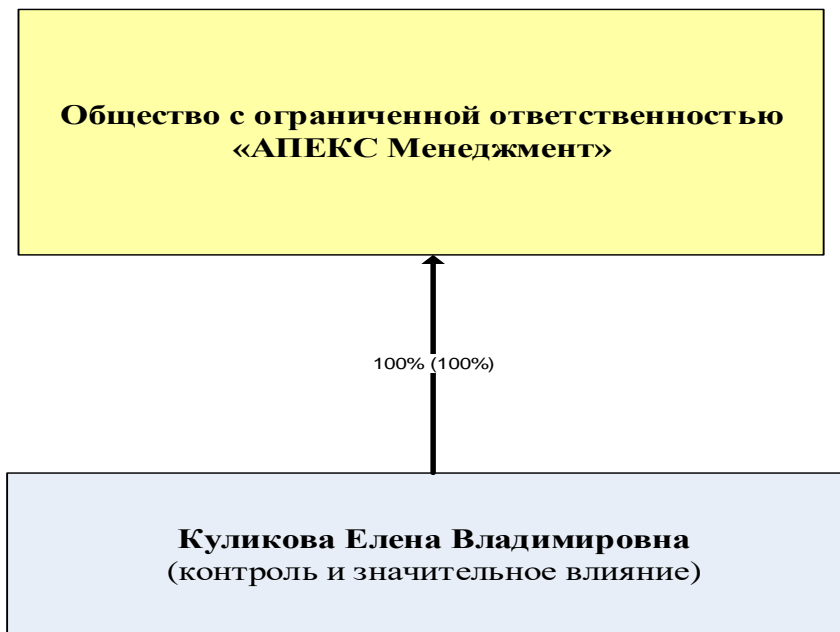 Общество с ограниченной ответственностью
«АПЕКС Менеджмент»
100% (100%)
Куликова Елена Владимировна
(контроль и значительное влияние)